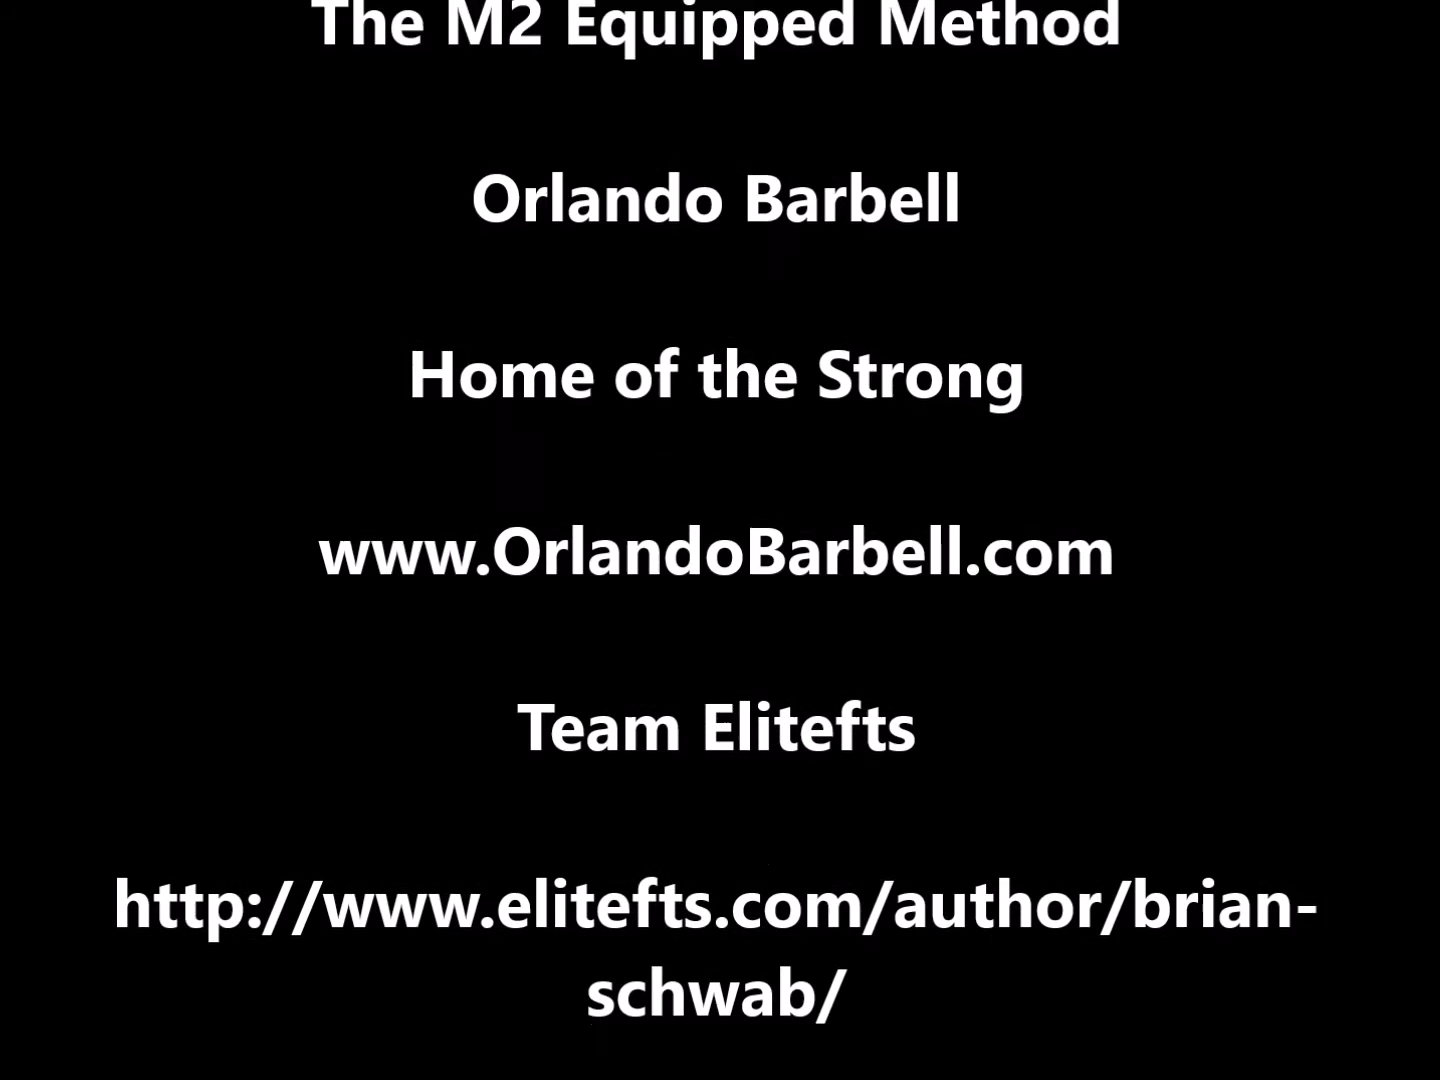 The M2 Equipped Method
Orlando Barbell
Home of the Strong
www.OrlandoBarbell.com
Team Elitefts
http://www.elitefts.com/author/brian-
schwab/